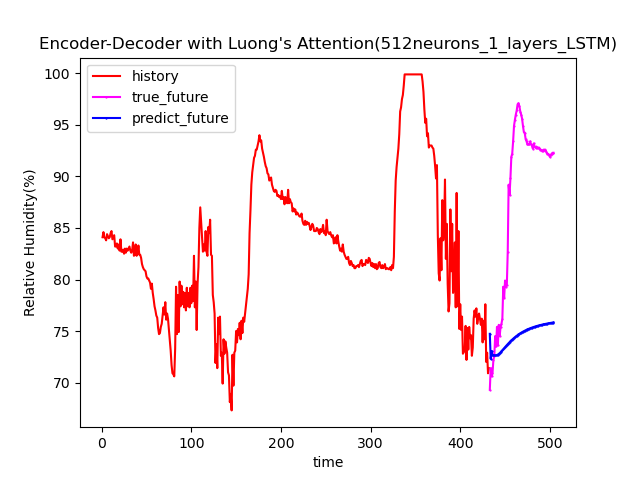 Encoder-Decoder with Luong's Attention(512neurons_1_layers_LSTM)
history
true_future
predict_future
Relative Humidity(%)
100
95
90
85
80
75
70
0 100 200 300 400 500
time